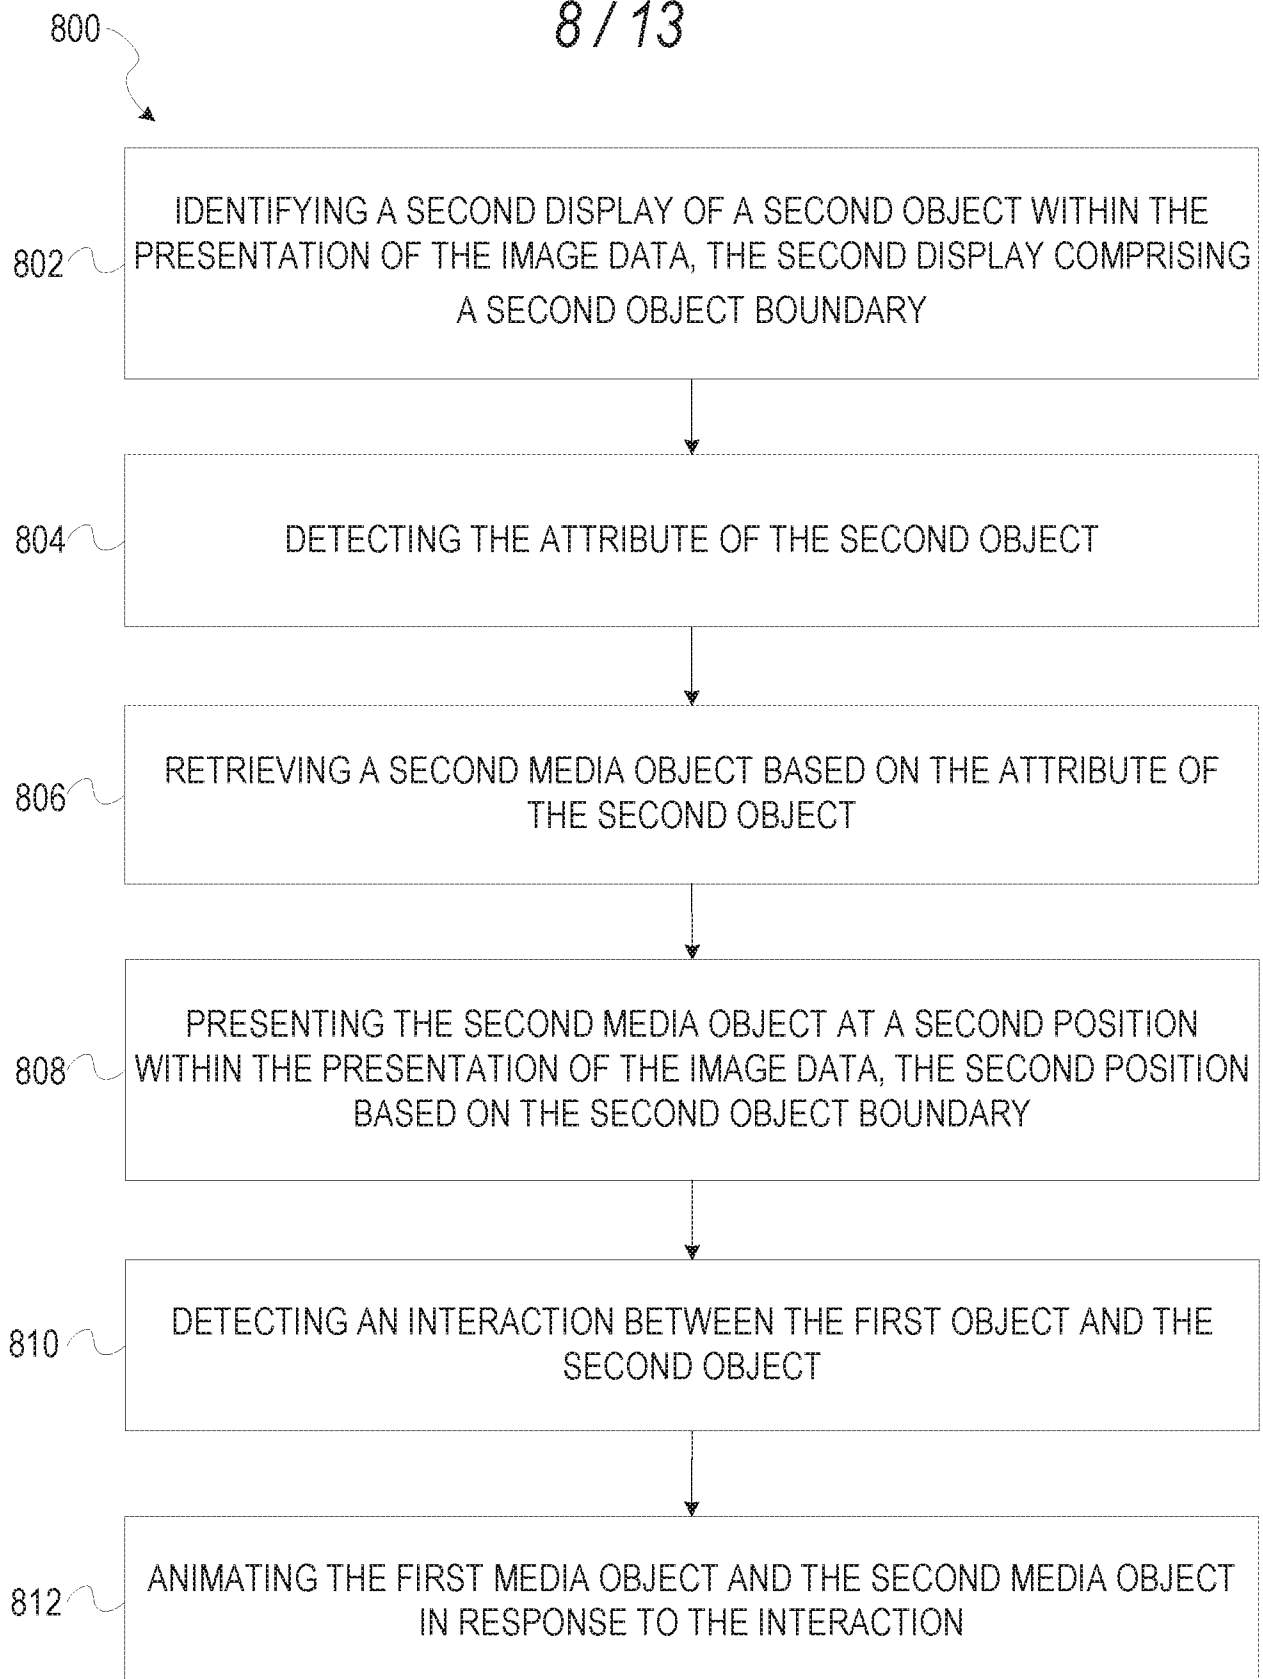 8 / 13
800
802
IDENTIFYING A SECOND DISPLAY OF A SECOND OBJECT WITHIN THE
PRESENTATION OF THE IMAGE DATA, THE SECOND DISPLAY COMPRISING
A SECOND OBJECT BOUNDARY
804
DETECTING THE ATTRIBUTE OF THE SECOND OBJECT
806
RETRIEVING A SECOND MEDIA OBJECT BASED ON THE ATTRIBUTE OF
THE SECOND OBJECT
808
PRESENTING THE SECOND MEDIA OBJECT AT A SECOND POSITION
WITHIN THE PRESENTATION OF THE IMAGE DATA, THE SECOND POSITION
BASED ON THE SECOND OBJECT BOUNDARY
810
DETECTING AN INTERACTION BETWEEN THE FIRST OBJECT AND THE
SECOND OBJECT
812
ANIMATING THE FIRST MEDIA OBJECT AND THE SECOND MEDIA OBJECT
IN RESPONSE TO THE INTERACTION